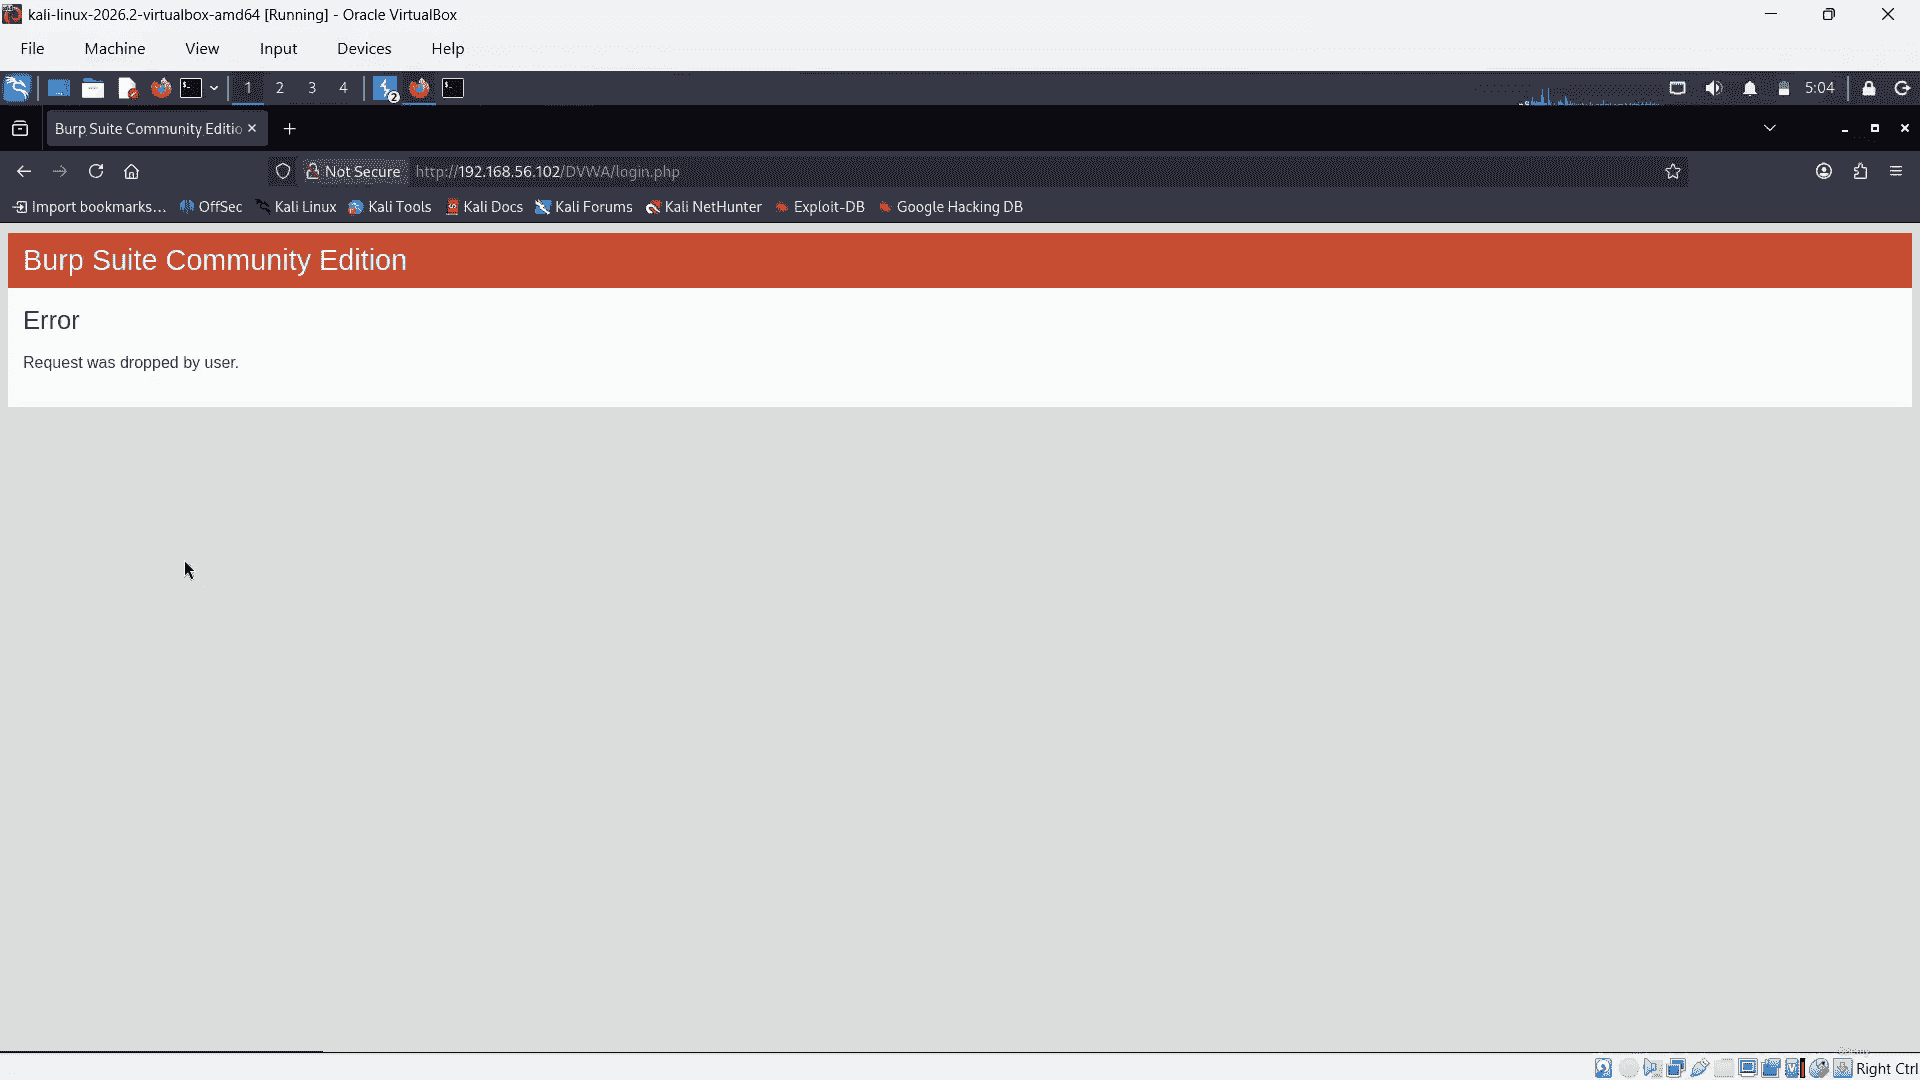 kali-linux-2026.2-virtualbox-amd64 [Running] - Oracle VirtualBox
File Machine View Input Devices Help
1 2 3 4 2 5:04
Burp Suite Community Editio
Not Secure http://192.168.56.102/DVWA/login.php
Import bookmarks... OffSec Kali Linux Kali Tools Kali Docs Kali Forums Kali NetHunter Exploit-DB Google Hacking DB
Burp Suite Community Edition
Error
Request was dropped by user.
Right Ctrl